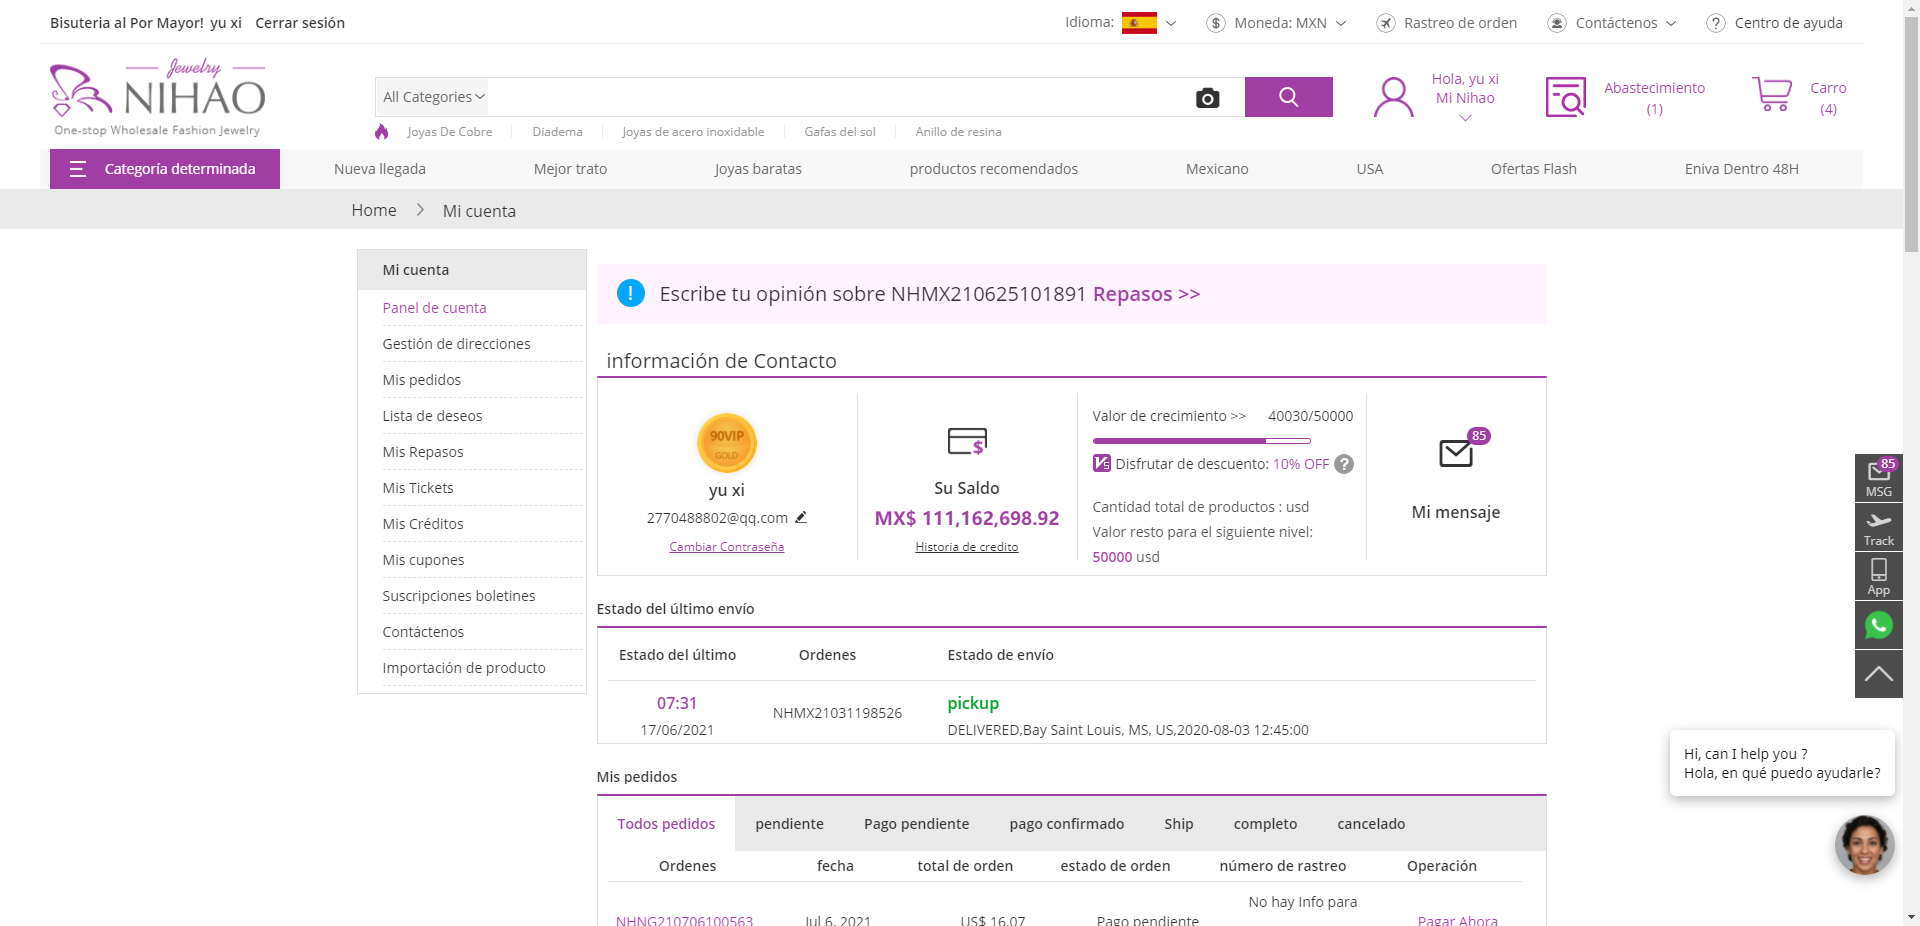 Bisuteria al Por Mayor! yu xi Cerrar sesión
Idioma:
Moneda: MXN
Rastreo de orden
Contáctenos
Centro de ayuda
Jewelry
NIHAO
One-stop Wholesale Fashion Jewelry
All Categories
Joyas De Cobre
Diadema
Joyas de acero inoxidable
Gafas del sol
Anillo de resina
Hola, yu xi
Mi Nihao
Abastecimiento
(1)
Carro
(4)
Categoría determinada
Nueva llegada
Mejor trato
Joyas baratas
productos recomendados
Mexicano
USA
Ofertas Flash
Eniva Dentro 48H
Home
Mi cuenta
Mi cuenta
Panel de cuenta
Gestión de direcciones
Mis pedidos
Lista de deseos
Mis Repasos
Mis Tickets
Mis Créditos
Mis cupones
Suscripciones boletines
Contáctenos
Importación de producto
Escribe tu opinión sobre NHMX210625101891 Repasos >>
información de Contacto
90VIP
GOLD
yu xi
2770488802@qq.com
Cambiar Contraseña
Su Saldo
MX$ 111,162,698.92
Historia de credito
Valor de crecimiento >> 40030/50000
Disfrutar de descuento: 10% OFF ?
Cantidad total de productos : usd
Valor resto para el siguiente nivel:
50000 usd
85
Mi mensaje
Estado del último envío
Estado del último Ordenes Estado de envío
07:31
17/06/2021
NHMX21031198526
pickup
DELIVERED,Bay Saint Louis, MS, US,2020-08-03 12:45:00
Mis pedidos
Todos pedidos pendiente Pago pendiente pago confirmado Ship completo cancelado
Ordenes fecha total de orden estado de orden número de rastreo Operación
No hay Info para
NHNG210706100563 Jul 6, 2021 US$ 16.07 Pago pendiente Pagar Ahora
85
MSG
Track
App
Hi, can I help you ?
Hola, en qué puedo ayudarle?